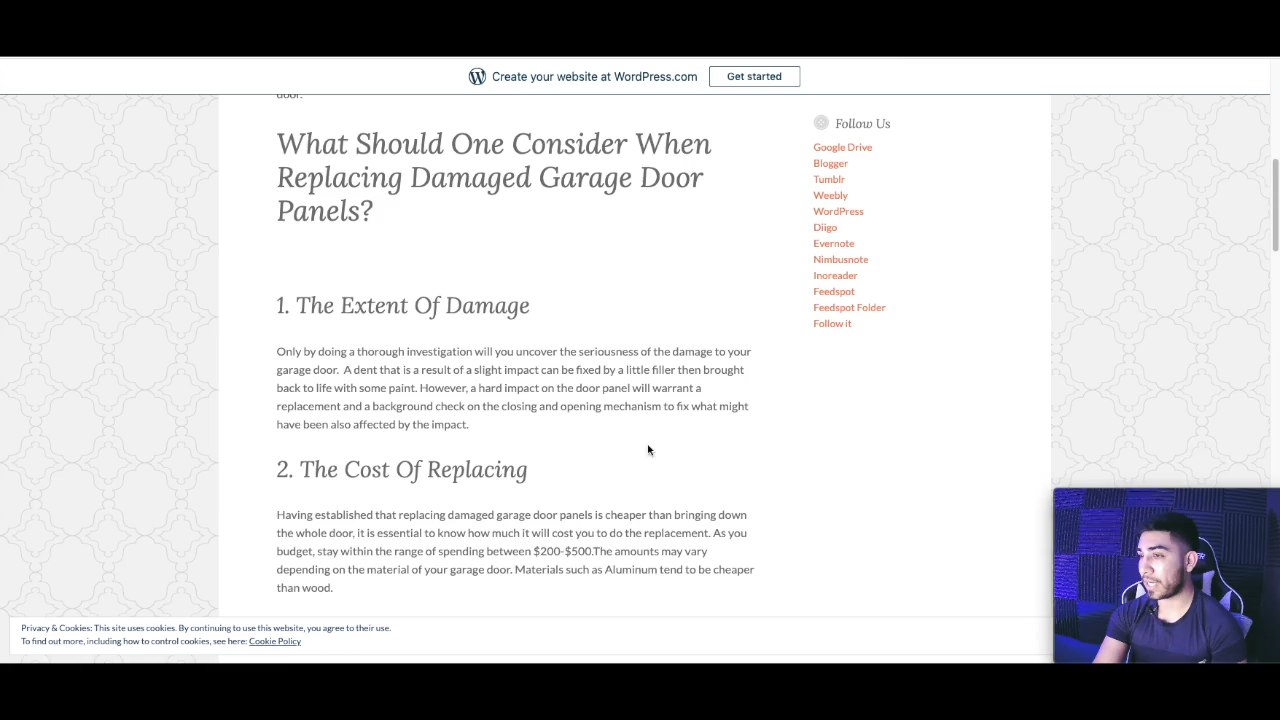 Create your website at WordPress.com
Get started
door.
What Should One Consider When
Replacing Damaged Garage Door
Panels?
1. The Extent Of Damage
Only by doing a thorough investigation will you uncover the seriousness of the damage to your
garage door.  A dent that is a result of a slight impact can be fixed by a little filler then brought
back to life with some paint. However, a hard impact on the door panel will warrant a
replacement and a background check on the closing and opening mechanism to fix what might
have been also affected by the impact.
2. The Cost Of Replacing
Having established that replacing damaged garage door panels is cheaper than bringing down
the whole door, it is essential to know how much it will cost you to do the replacement. As you
budget, stay within the range of spending between $200-$500.The amounts may vary
depending on the material of your garage door. Materials such as Aluminum tend to be cheaper
than wood.
Follow Us
Google Drive
Blogger
Tumblr
Weebly
WordPress
Diigo
Evernote
Nimbusnote
Inoreader
Feedspot
Feedspot Folder
Follow it
Privacy & Cookies: This site uses cookies. By continuing to use this website, you agree to their use.
To find out more, including how to control cookies, see here: Cookie Policy